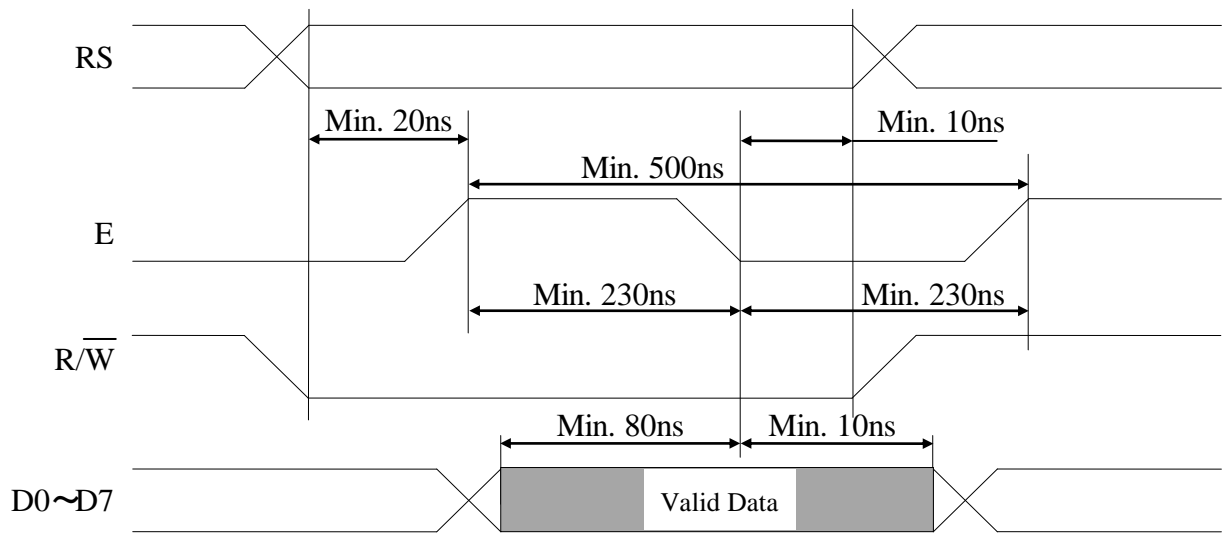 RS
Min. 20ns
Min. 10ns
Min. 500ns
E
Min. 230ns
Min. 230ns
R/W̅
Min. 80ns
Min. 10ns
D0～D7
Valid Data